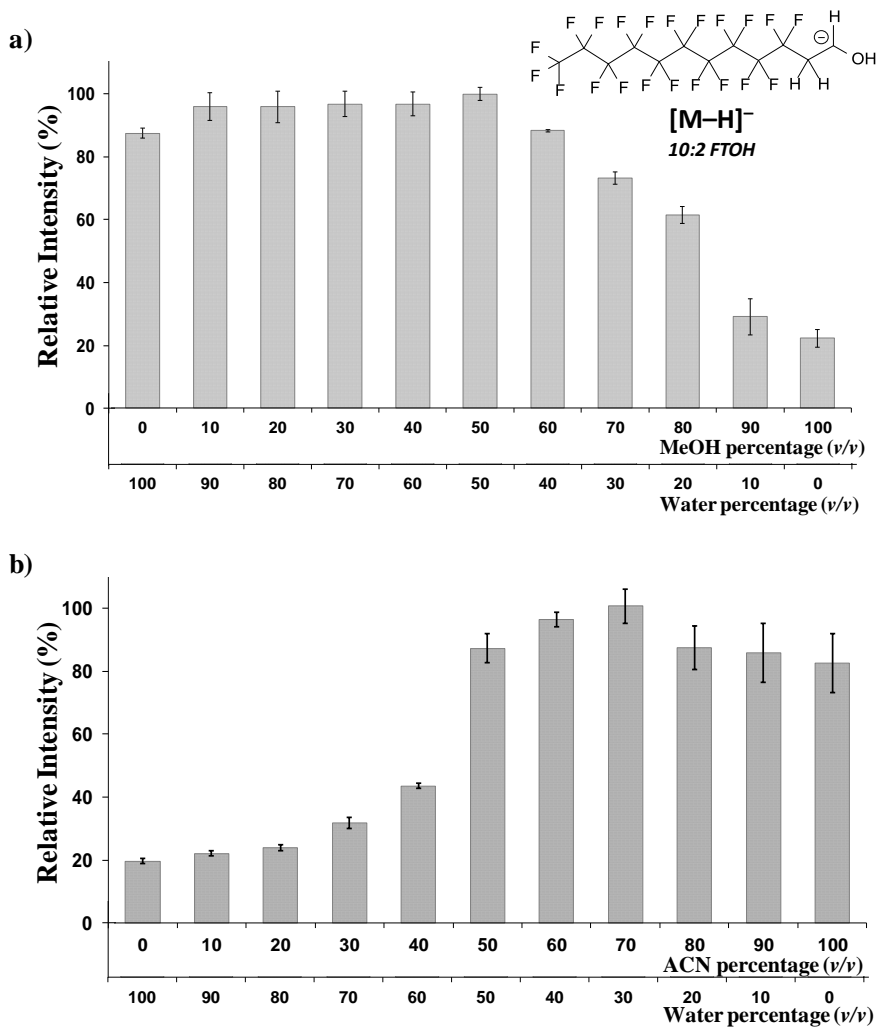 a)
H
F F F F F F F F F F
F
⊖
OH
F
F F F F F F F F F H H
[M–H]⁻
10:2 FTOH
Relative Intensity (%)
100
80
60
40
20
0
0 10 20 30 40 50 60 70 80 90 100
MeOH percentage (v/v)
100 90 80 70 60 50 40 30 20 10 0
Water percentage (v/v)
b)
Relative Intensity (%)
100
80
60
40
20
0
0 10 20 30 40 50 60 70 80 90 100
ACN percentage (v/v)
100 90 80 70 60 50 40 30 20 10 0
Water percentage (v/v)